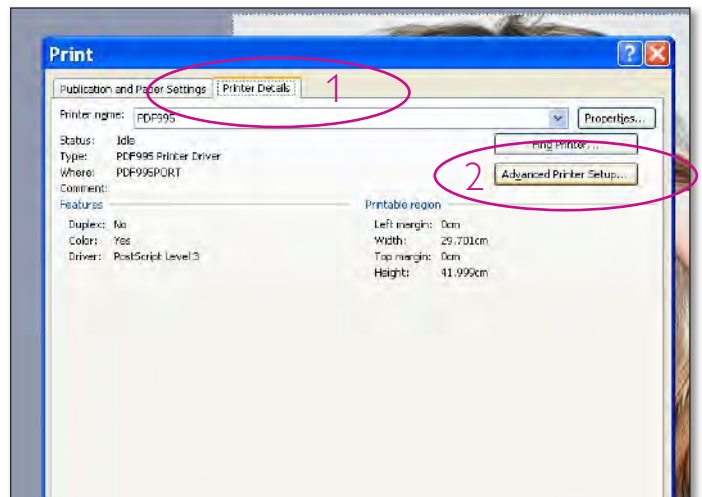 Print
Publication and Paper Settings Printer Details 1
Printer name: PDF995 Properties...
Status: Idle Find Printer...
Type: PDF995 Printer Driver
Where: PDF995PORT 2 Advanced Printer Setup...
Comment:
Features Printable region
Duplex: No Left margin: 0cm
Color: Yes Width: 29.701cm
Driver: PostScript Level 3 Top margin: 0cm
Height: 41.999cm